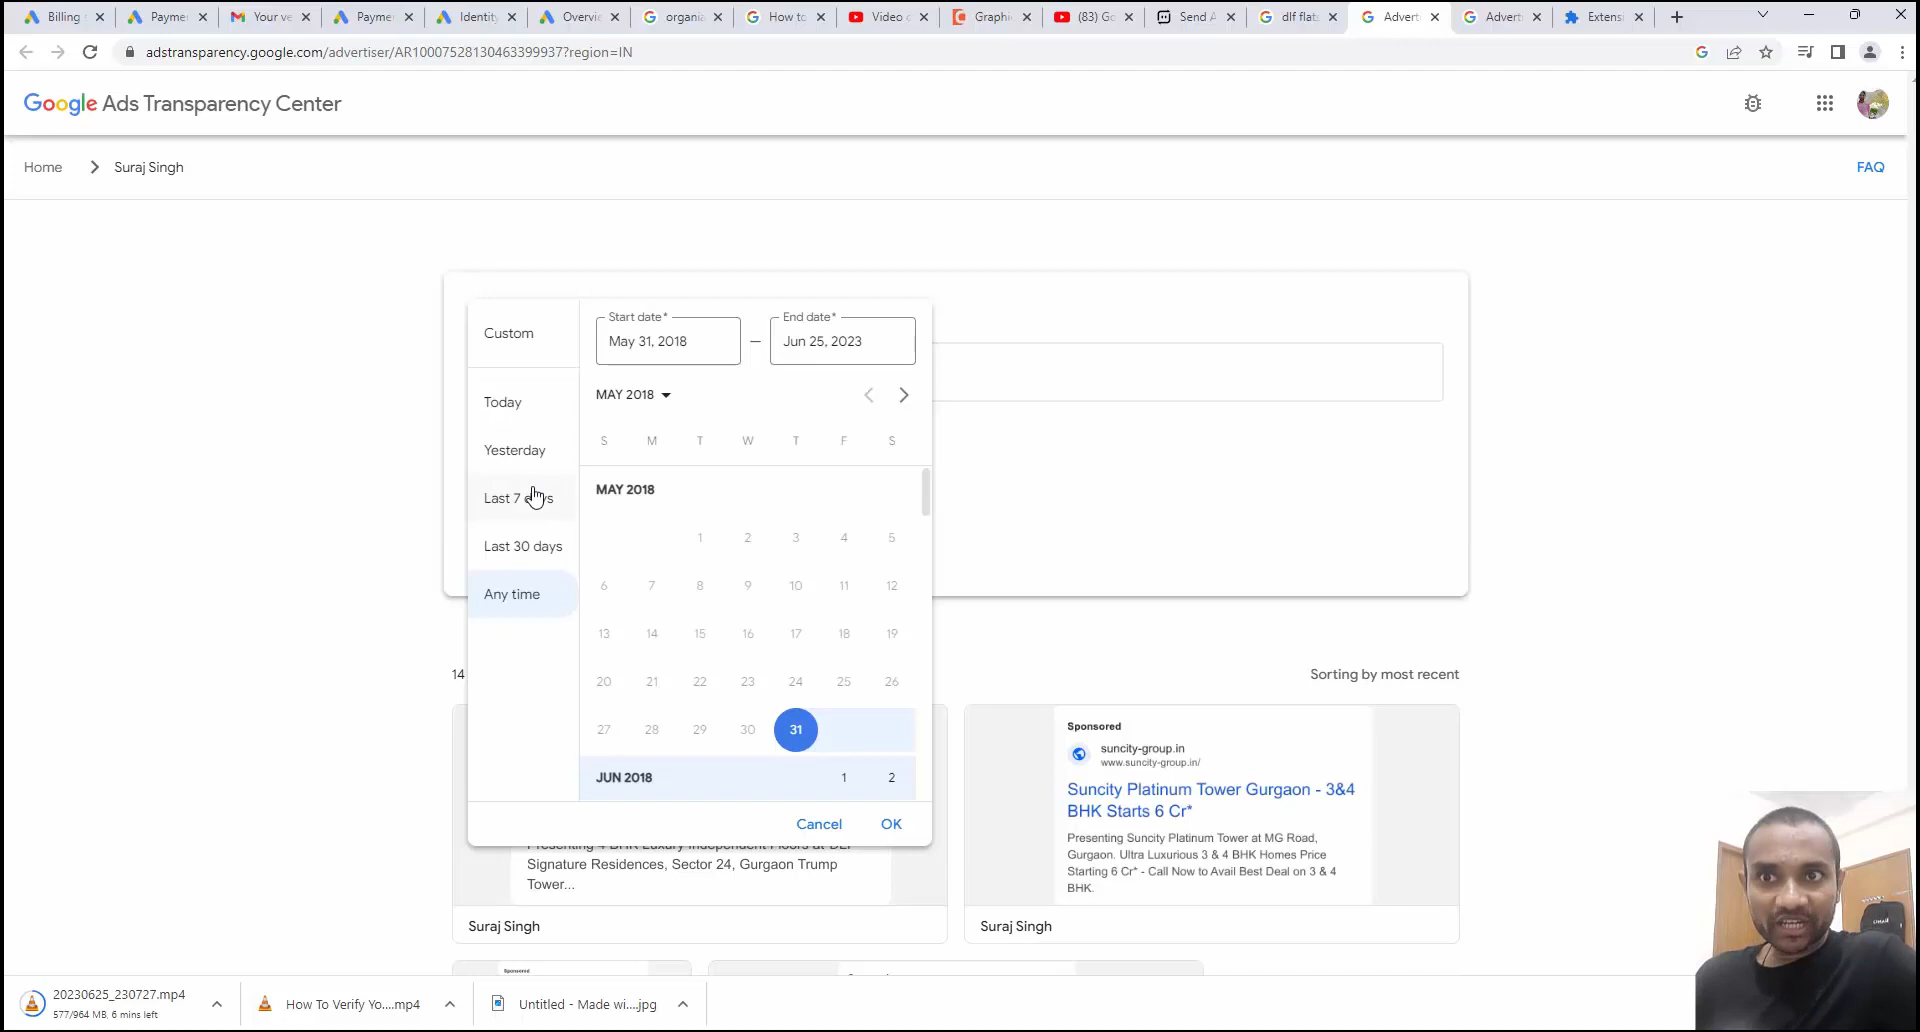 Billing
Payme
Your ve
Payme
Identity
Overvie
organi
How to
Video
Graphi
(83) Go
Send A
dlf flat
Advert
Advert
Extens
adstransparency.google.com/advertiser/AR10007528130463399937?region=IN
Google Ads Transparency Center
Home
Suraj Singh
FAQ
Custom
Today
Yesterday
Last 7
Last 30 days
Any time
Start date*
May 31, 2018
–
End date*
Jun 25, 2023
MAY 2018
S M T W T F S
MAY 2018
1 2 3 4 5
6 7 8 9 10 11 12
13 14 15 16 17 18 19
20 21 22 23 24 25 26
27 28 29 30 31
JUN 2018 1 2
Cancel OK
14
Sorting by most recent
Signature Residences, Sector 24, Gurgaon Trump
Tower...
Suraj Singh
Sponsored
suncity-group.in
www.suncity-group.in/
Suncity Platinum Tower Gurgaon - 3&4
BHK Starts 6 Cr*
Presenting Suncity Platinum Tower at MG Road,
Gurgaon. Ultra Luxurious 3 & 4 BHK Homes Price
Starting 6 Cr* - Call Now to Avail Best Deal on 3 & 4
BHK.
Suraj Singh
Sponsored
20230625_230727.mp4
577/964 MB, 6 mins left
How To Verify Yo....mp4
Untitled - Made wi....jpg